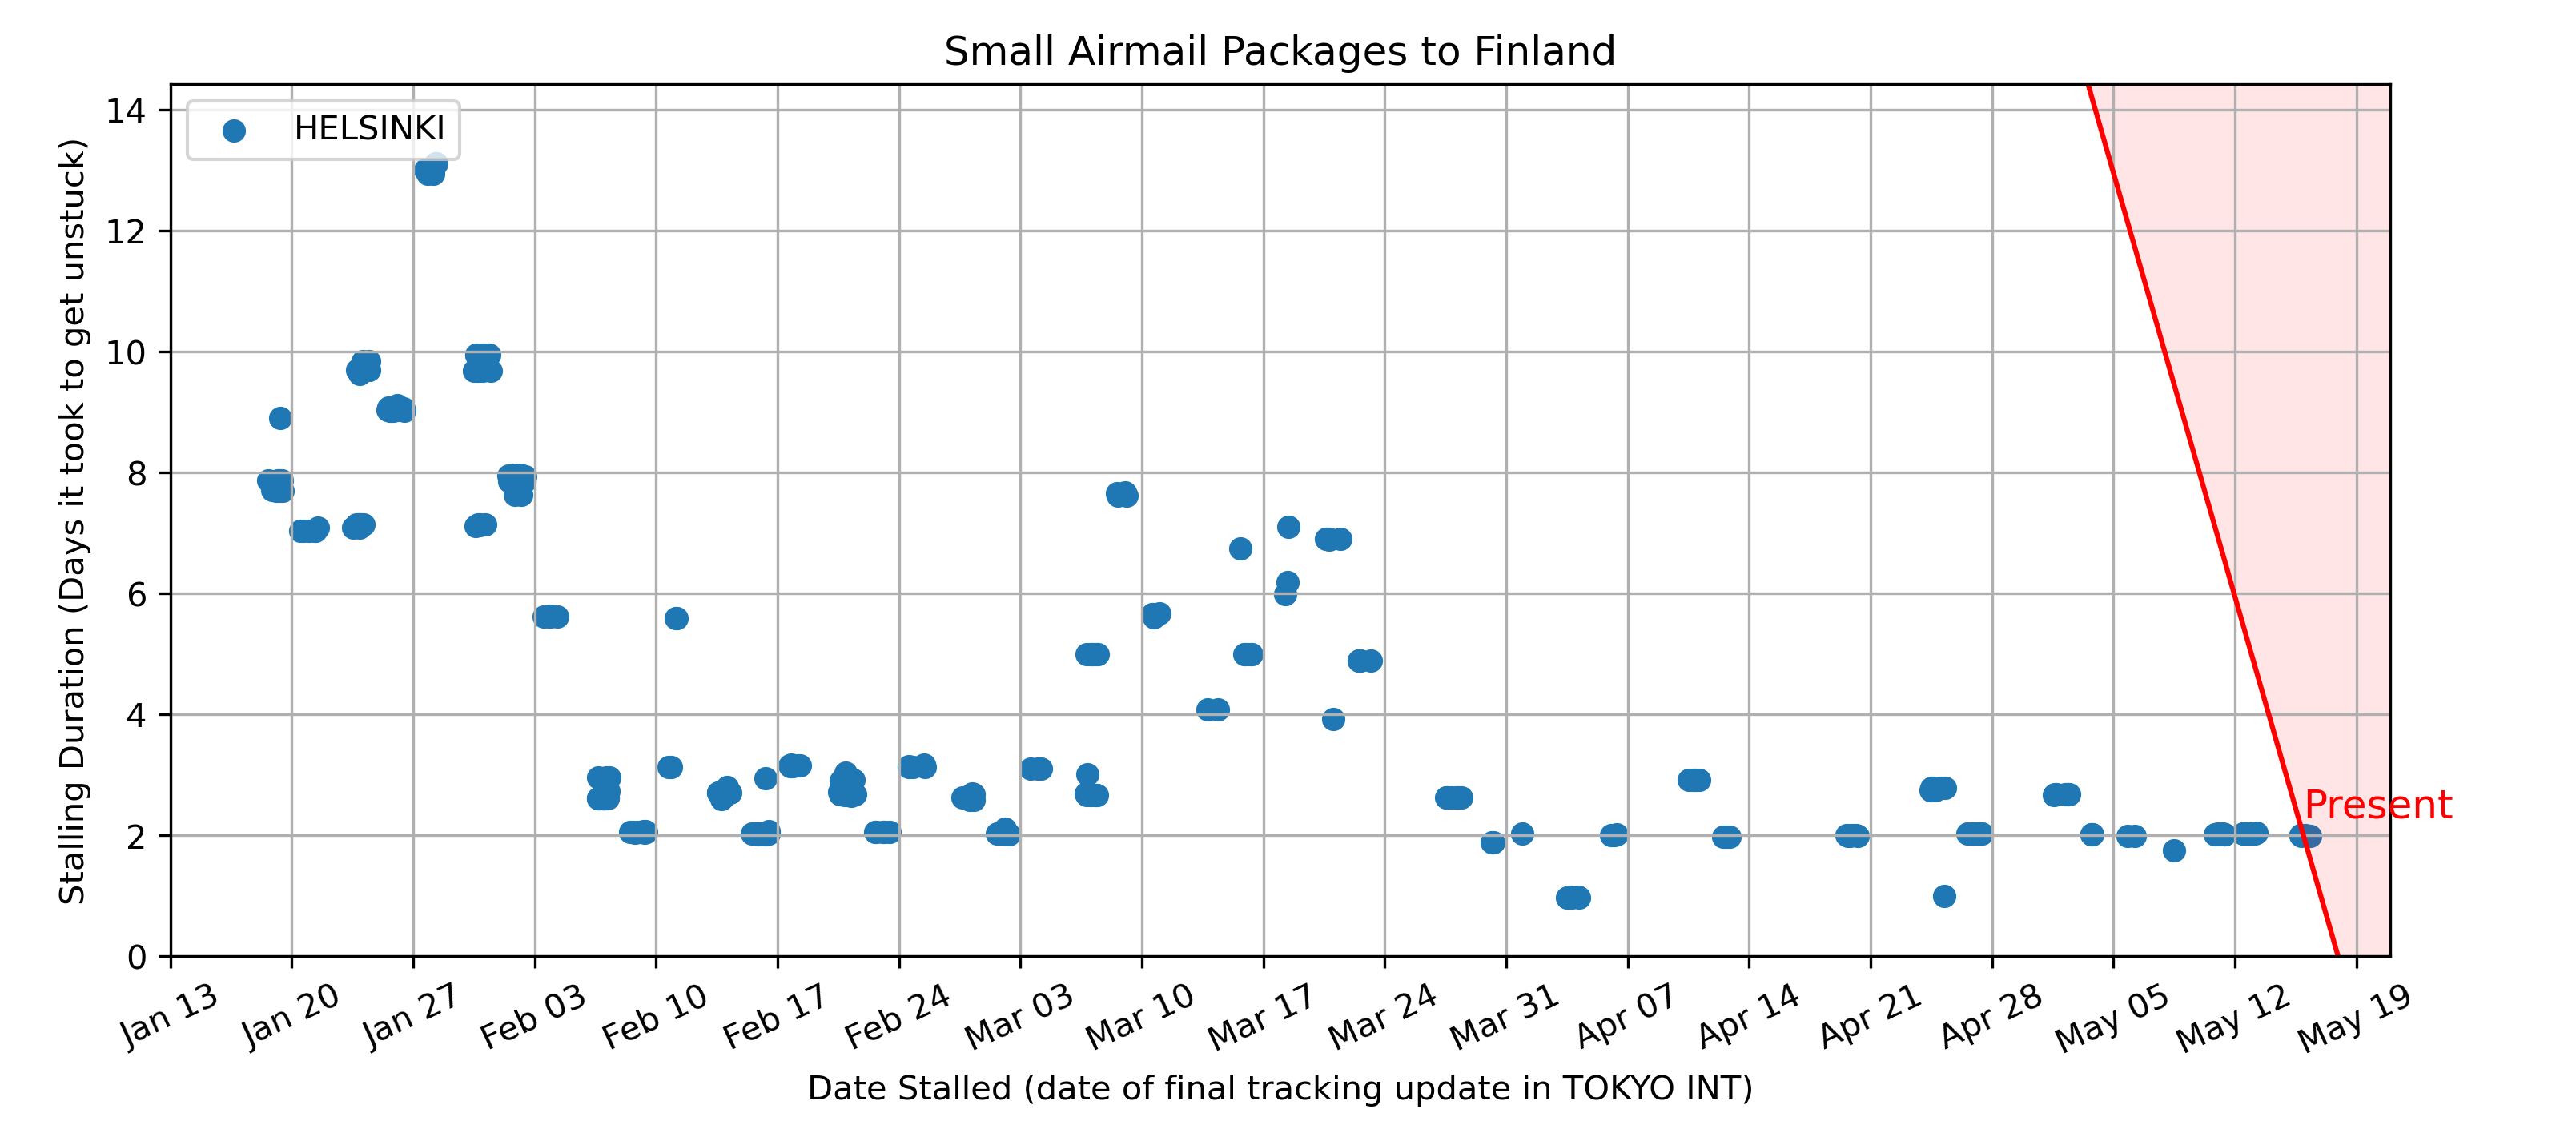 Small Airmail Packages to Finland
HELSINKI
Stalling Duration (Days it took to get unstuck)
14
12
10
8
6
4
2
0
Present
Jan 13
Jan 20
Jan 27
Feb 03
Feb 10
Feb 17
Feb 24
Mar 03
Mar 10
Mar 17
Mar 24
Mar 31
Apr 07
Apr 14
Apr 21
Apr 28
May 05
May 12
May 19
Date Stalled (date of final tracking update in TOKYO INT)